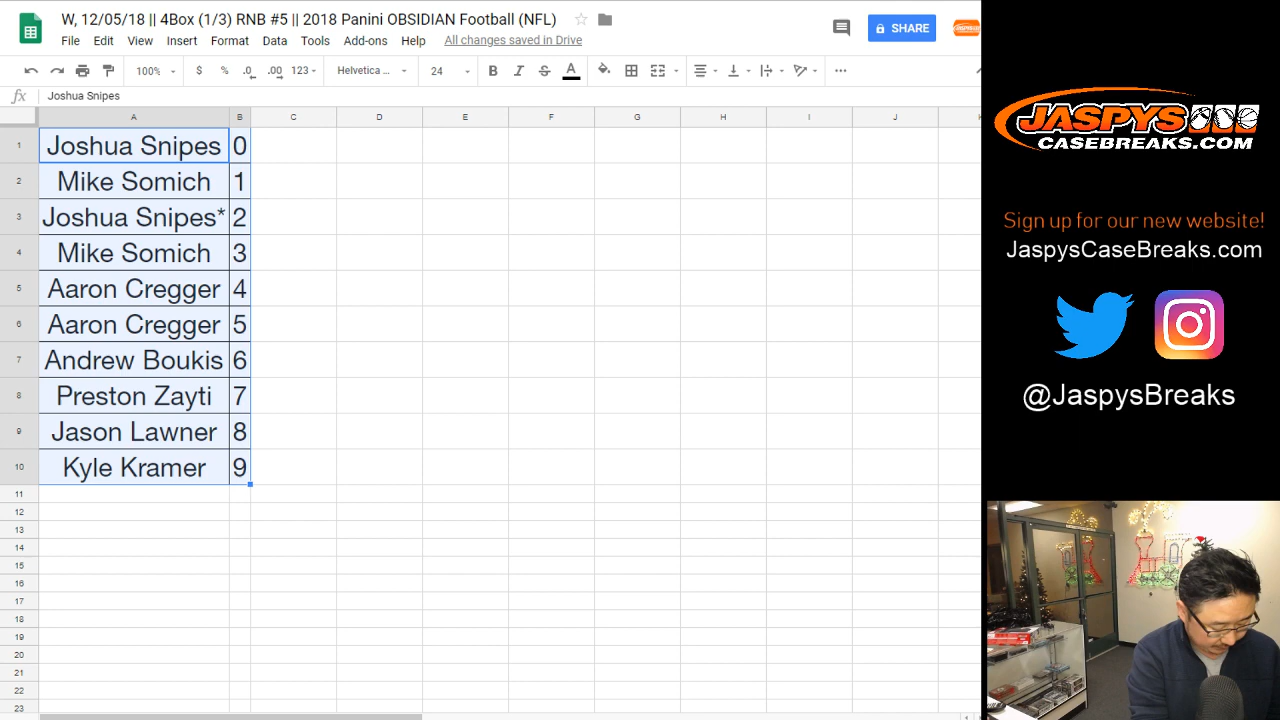 W, 12/05/18 || 4Box (1/3) RNB #5 || 2018 Panini OBSIDIAN Football (NFL)
File Edit View Insert Format Data Tools Add-ons Help All changes saved in Drive
SHARE
100% $ % .0 .00 123 Helvetica ... 24 B I S A
fx Joshua Snipes
A B C D E F G H I J
1 Joshua Snipes 0
2 Mike Somich 1
3 Joshua Snipes* 2
4 Mike Somich 3
5 Aaron Cregger 4
6 Aaron Cregger 5
7 Andrew Boukis 6
8 Preston Zayti 7
9 Jason Lawner 8
10 Kyle Kramer 9
11
12
13
14
15
16
17
18
19
20
21
22
23
JASPYS
CASEBREAKS.COM
Sign up for our new website!
JaspysCaseBreaks.com
@JaspysBreaks